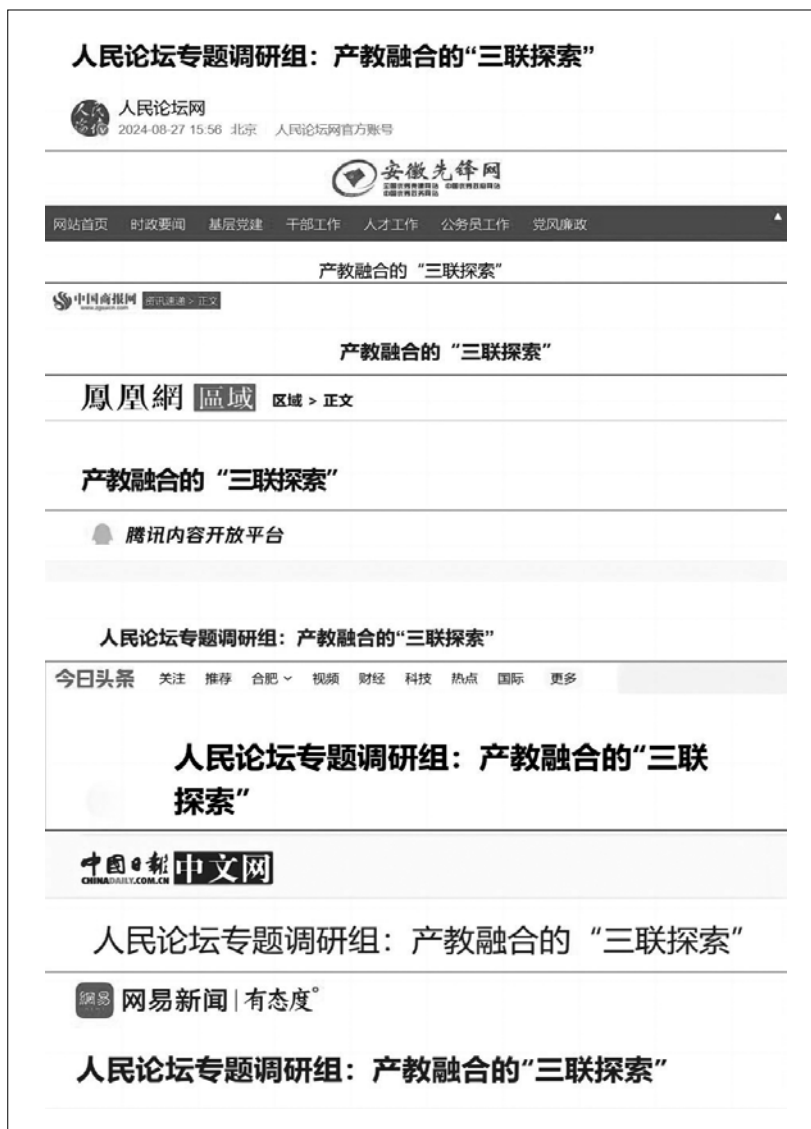 人民论坛专题调研组：产教融合的“三联探索”
人民论坛网
2024-08-27 15:56 北京 人民论坛网官方账号
安徽先锋网
网站首页 时政要闻 基层党建 干部工作 人才工作 公务员工作 党风廉政
产教融合的“三联探索”
中国商报网 资讯速递 > 正文
产教融合的“三联探索”
鳳凰網 區域 区域 > 正文
产教融合的“三联探索”
腾讯内容开放平台
人民论坛专题调研组：产教融合的“三联探索”
今日头条 关注 推荐 合肥 视频 财经 科技 热点 国际 更多
人民论坛专题调研组：产教融合的“三联
探索”
中国日报 中文网
CHINADAILY.COM.CN
人民论坛专题调研组：产教融合的“三联探索”
網易 网易新闻 | 有态度°
人民论坛专题调研组：产教融合的“三联探索”